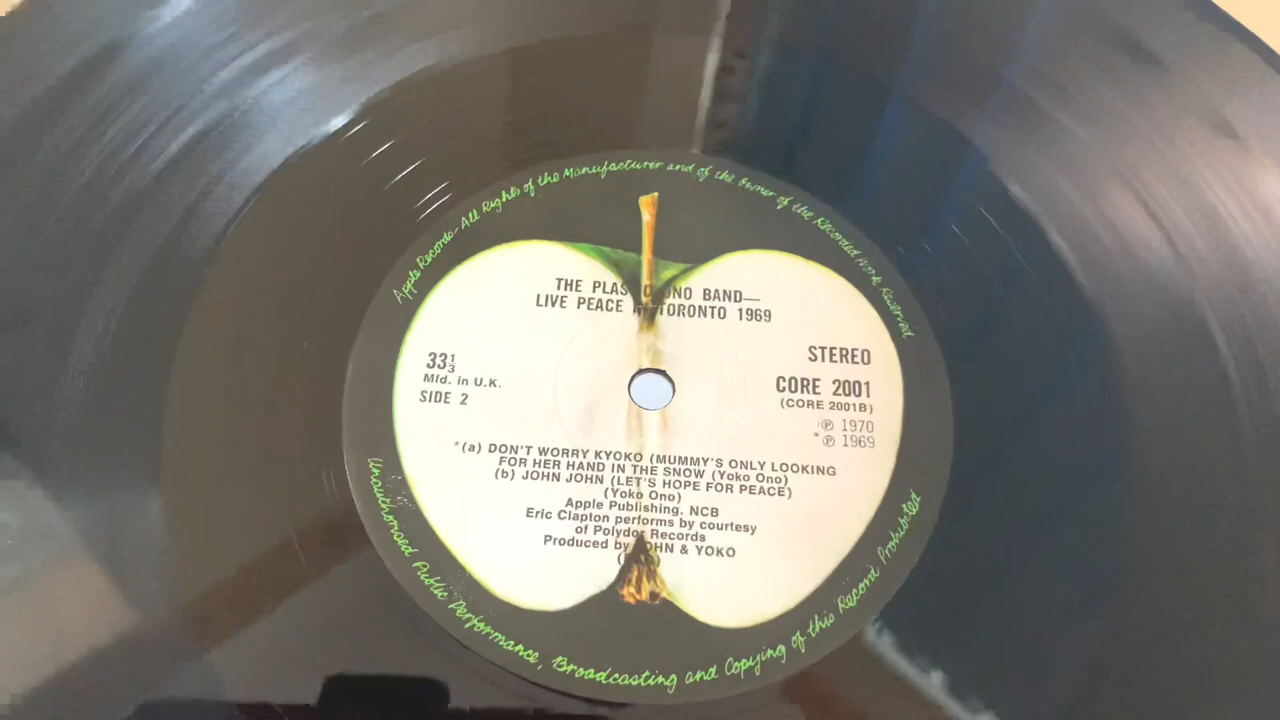 Apple Records-All Rights of the Manufacturer and of the Owner of the Recorded Work Reserved
THE PLASTIC ONO BAND—
LIVE PEACE IN TORONTO 1969
33⅓
Mfd. in U.K.
SIDE 2
STEREO
CORE 2001
(CORE 2001B)
℗ 1970
*℗ 1969
*(a) DON'T WORRY KYOKO (MUMMY'S ONLY LOOKING
FOR HER HAND IN THE SNOW (Yoko Ono)
(b) JOHN JOHN (LET'S HOPE FOR PEACE)
(Yoko Ono)
Apple Publishing. NCB
Eric Clapton performs by courtesy
of Polydor Records
Produced by JOHN & YOKO
Unauthorised Public Performance, Broadcasting and Copying of this Record Prohibited